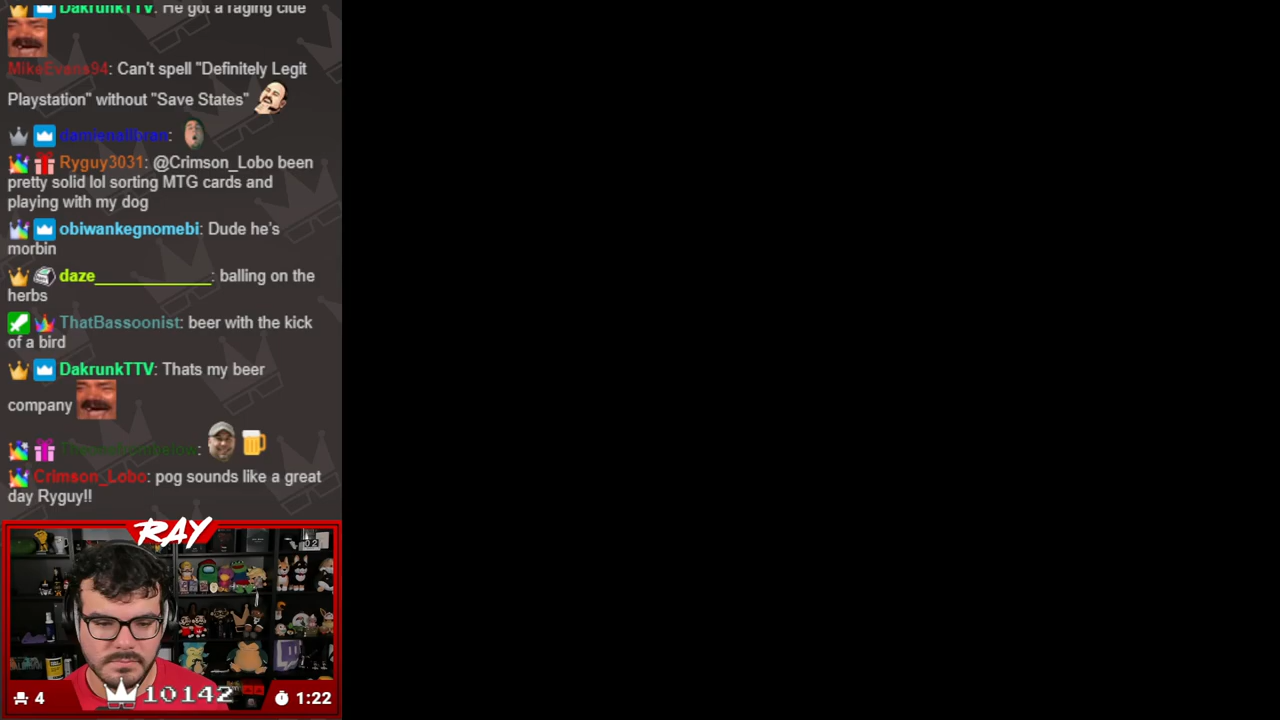 DakrunkTTV: He got a raging clue
MikeEvans94: Can't spell "Definitely Legit
Playstation" without "Save States"
damienallbran:
Ryguy3031: @Crimson_Lobo been
pretty solid lol sorting MTG cards and
playing with my dog
obiwankegnomebi: Dude he's
morbin
daze_____________: balling on the
herbs
ThatBassoonist: beer with the kick
of a bird
DakrunkTTV: Thats my beer
company
Crimson_Lobo: pog sounds like a great
day Ryguy!!
RAY
4
10142
1:22